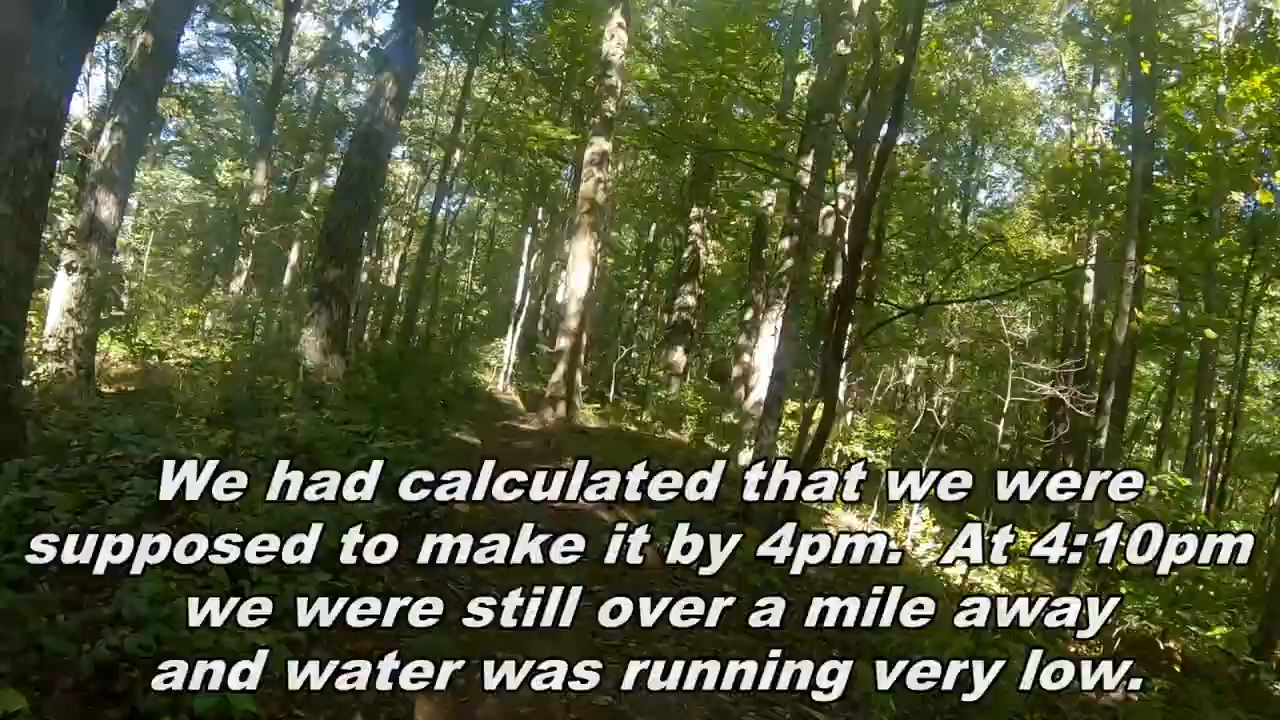 We had calculated that we were
supposed to make it by 4pm.  At 4:10pm
we were still over a mile away
and water was running very low.